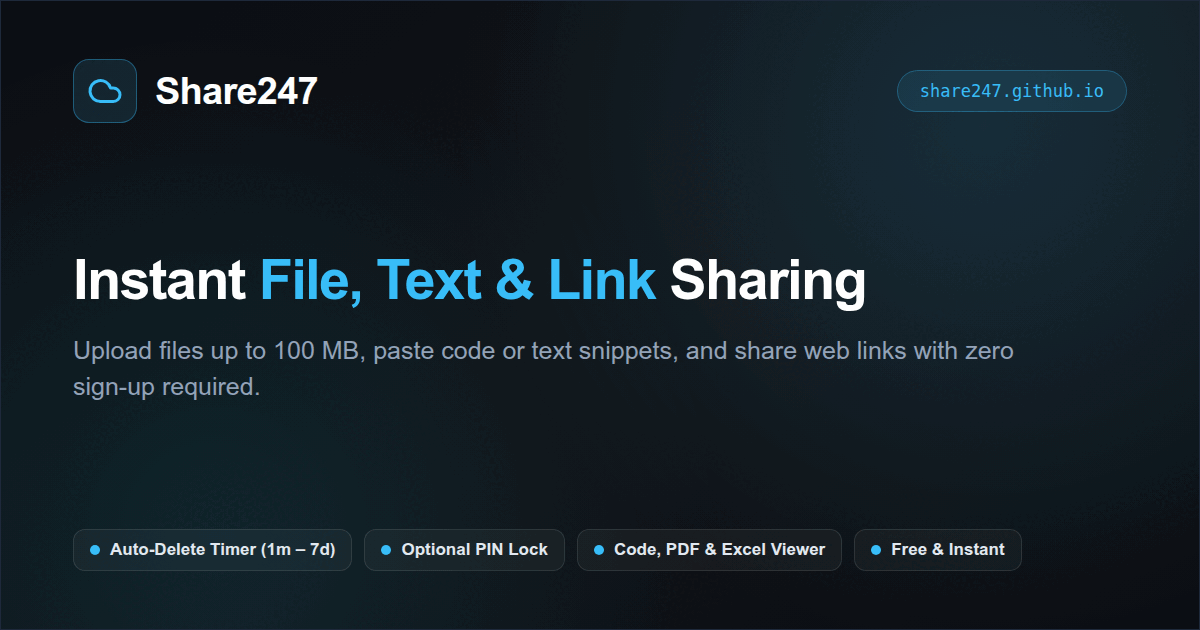 Share247
share247.github.io
Instant File, Text & Link Sharing
Upload files up to 100 MB, paste code or text snippets, and share web links with zero
sign-up required.
Auto-Delete Timer (1m – 7d)
Optional PIN Lock
Code, PDF & Excel Viewer
Free & Instant